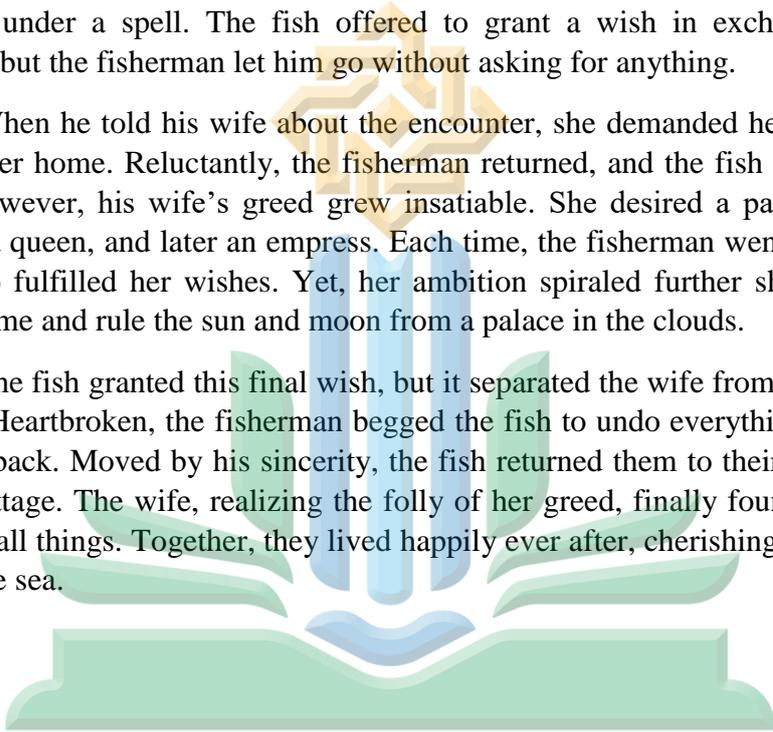 under a spell. The fish offered to grant a wish in exch
but the fisherman let him go without asking for anything.
hen he told his wife about the encounter, she demanded he
er home. Reluctantly, the fisherman returned, and the fish
wever, his wife’s greed grew insatiable. She desired a pa
queen, and later an empress. Each time, the fisherman wen
fulfilled her wishes. Yet, her ambition spiraled further sh
me and rule the sun and moon from a palace in the clouds.
he fish granted this final wish, but it separated the wife from
Heartbroken, the fisherman begged the fish to undo everythi
back. Moved by his sincerity, the fish returned them to their
ttage. The wife, realizing the folly of her greed, finally four
all things. Together, they lived happily ever after, cherishing
e sea.